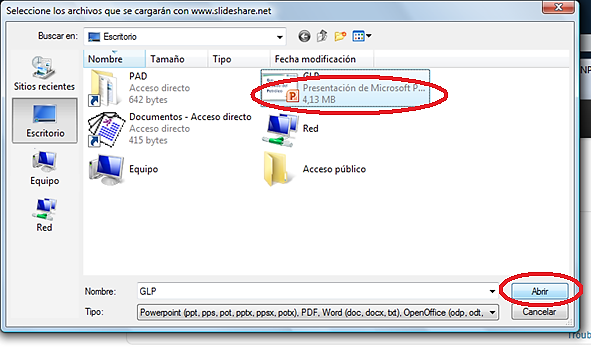 Seleccione los archivos que se cargarán con www.slideshare.net
Buscar en: Escritorio
Nombre Tamaño Tipo Fecha modificación
Sitios recientes
Escritorio
Equipo
Red
PAD
Acceso directo
642 bytes
GLP
Presentación de Microsoft P...
4,13 MB
Documentos - Acceso directo
Acceso directo
415 bytes
Red
Equipo
Acceso público
Nombre: GLP
Abrir
Tipo: Powerpoint (ppt, pps, pot, pptx, ppsx, potx), PDF, Word (doc, docx, txt), OpenOffice (odp, odt,
Cancelar
NP
Troub